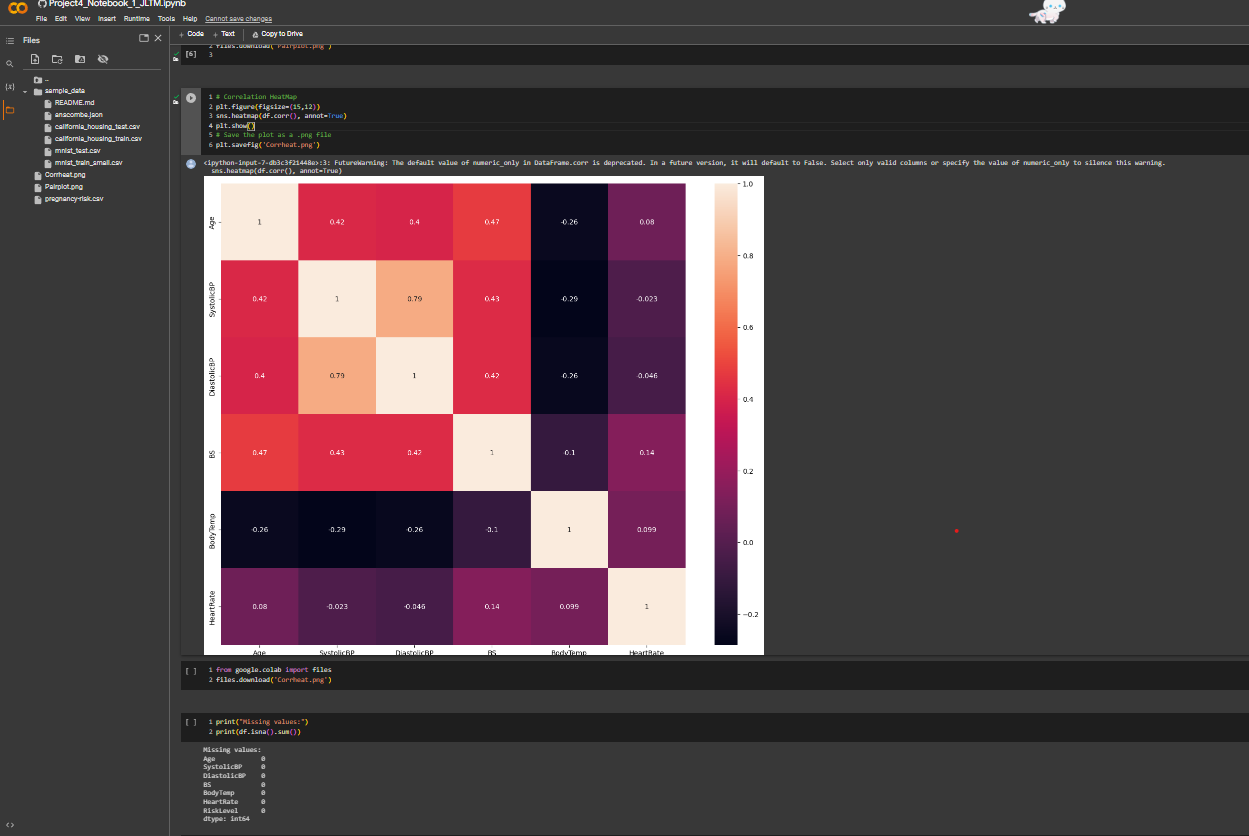 Project4_Notebook_1_JLTM.ipynb
File Edit View Insert Runtime Tools Help Cannot save changes
+ Code + Text Copy to Drive
Files
..
sample_data
README.md
anscombe.json
california_housing_test.csv
california_housing_train.csv
mnist_test.csv
mnist_train_small.csv
Corrheat.png
Pairplot.png
pregnancy-risk.csv
[6]
2 files.download('Pairplot.png')
3
1 # Correlation HeatMap
2 plt.figure(figsize=(15,12))
3 sns.heatmap(df.corr(), annot=True)
4 plt.show()
5 # Save the plot as a .png file
6 plt.savefig('Corrheat.png')
<ipython-input-7-db3c3f21448e>:3: FutureWarning: The default value of numeric_only in DataFrame.corr is deprecated. In a future version, it will default to False. Select only valid columns or specify the value of numeric_only to silence this warning.
sns.heatmap(df.corr(), annot=True)
Age 1 0.42 0.4 0.47 -0.26 0.08
SystolicBP 0.42 1 0.79 0.43 -0.29 -0.023
DiastolicBP 0.4 0.79 1 0.42 -0.26 -0.046
BS 0.47 0.43 0.42 1 -0.1 0.14
BodyTemp -0.26 -0.29 -0.26 -0.1 1 0.099
HeartRate 0.08 -0.023 -0.046 0.14 0.099 1
Age SystolicBP DiastolicBP BS BodyTemp HeartRate
1.0
0.8
0.6
0.4
0.2
0.0
-0.2
[ ] 1 from google.colab import files
2 files.download('Corrheat.png')
[ ] 1 print("Missing values:")
2 print(df.isna().sum())
Missing values:
Age 0
SystolicBP 0
DiastolicBP 0
BS 0
BodyTemp 0
HeartRate 0
RiskLevel 0
dtype: int64